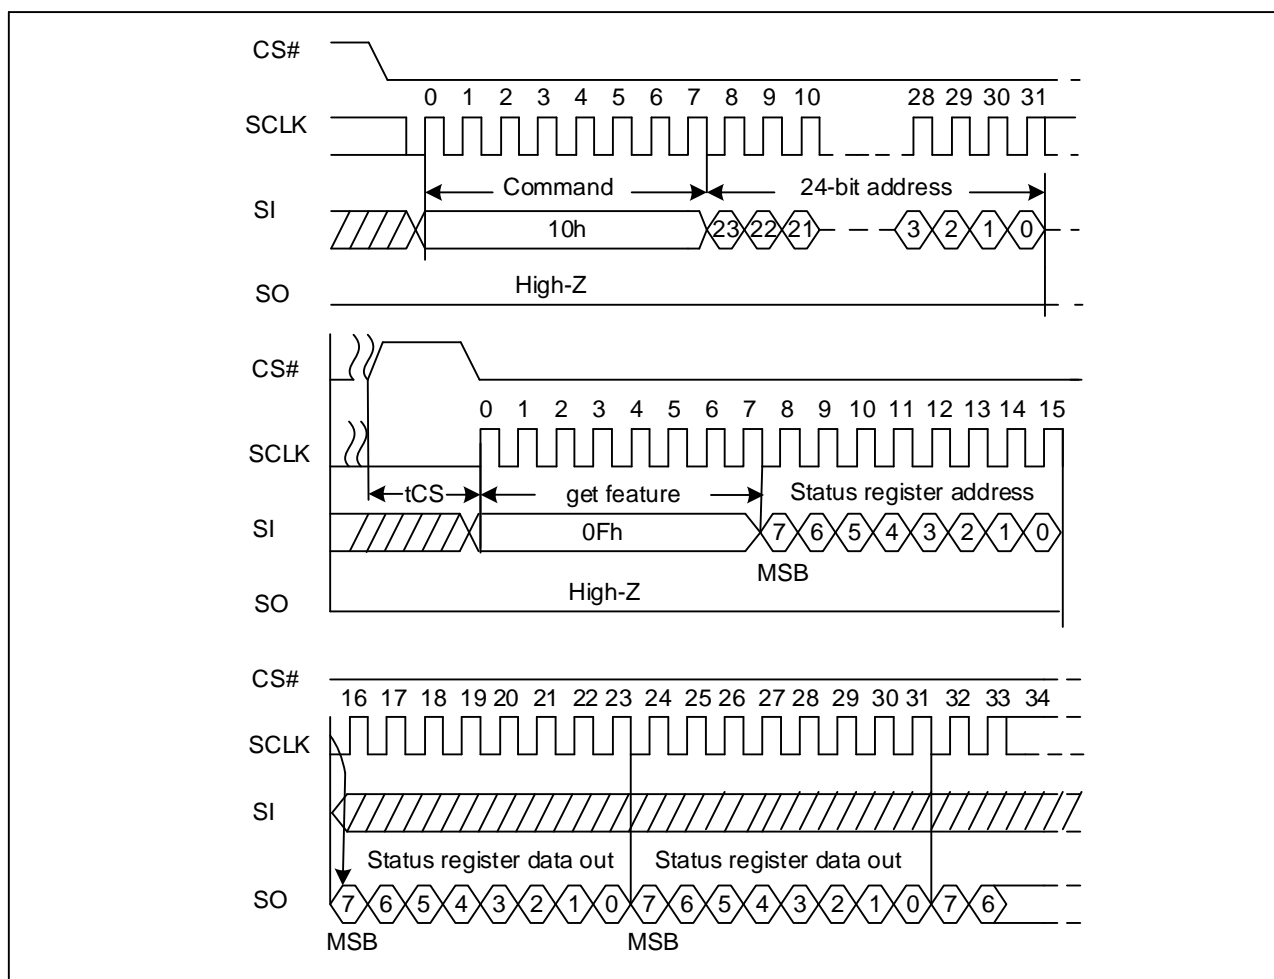 CS#
0 1 2 3 4 5 6 7 8 9 10 28 29 30 31
SCLK
Command 24-bit address
SI
10h 23 22 21 3 2 1 0
High-Z
SO
CS#
0 1 2 3 4 5 6 7 8 9 10 11 12 13 14 15
SCLK
tCS get feature Status register address
SI
0Fh 7 6 5 4 3 2 1 0
MSB
High-Z
SO
CS#
16 17 18 19 20 21 22 23 24 25 26 27 28 29 30 31 32 33 34
SCLK
SI
Status register data out Status register data out
SO 7 6 5 4 3 2 1 0 7 6 5 4 3 2 1 0 7 6
MSB MSB